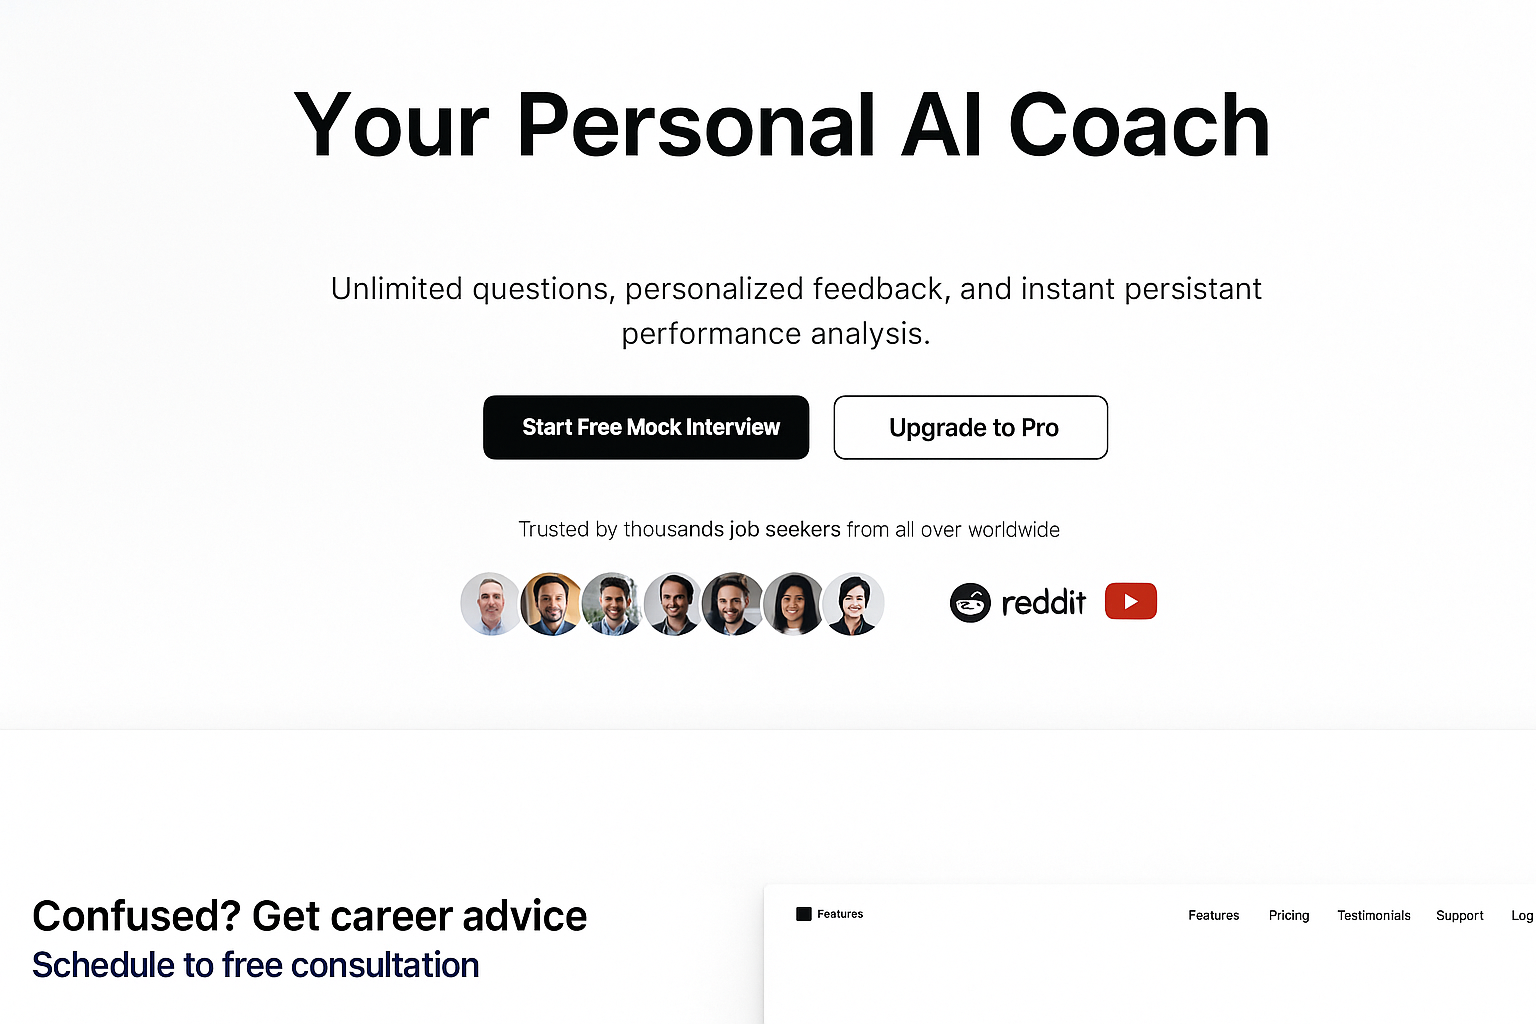 Your Personal AI Coach
Unlimited questions, personalized feedback, and instant persistant
performance analysis.
Start Free Mock Interview
Upgrade to Pro
Trusted by thousands job seekers from all over worldwide
reddit
Confused? Get career advice
Schedule to free consultation
Features
Features Pricing Testimonials Support Log